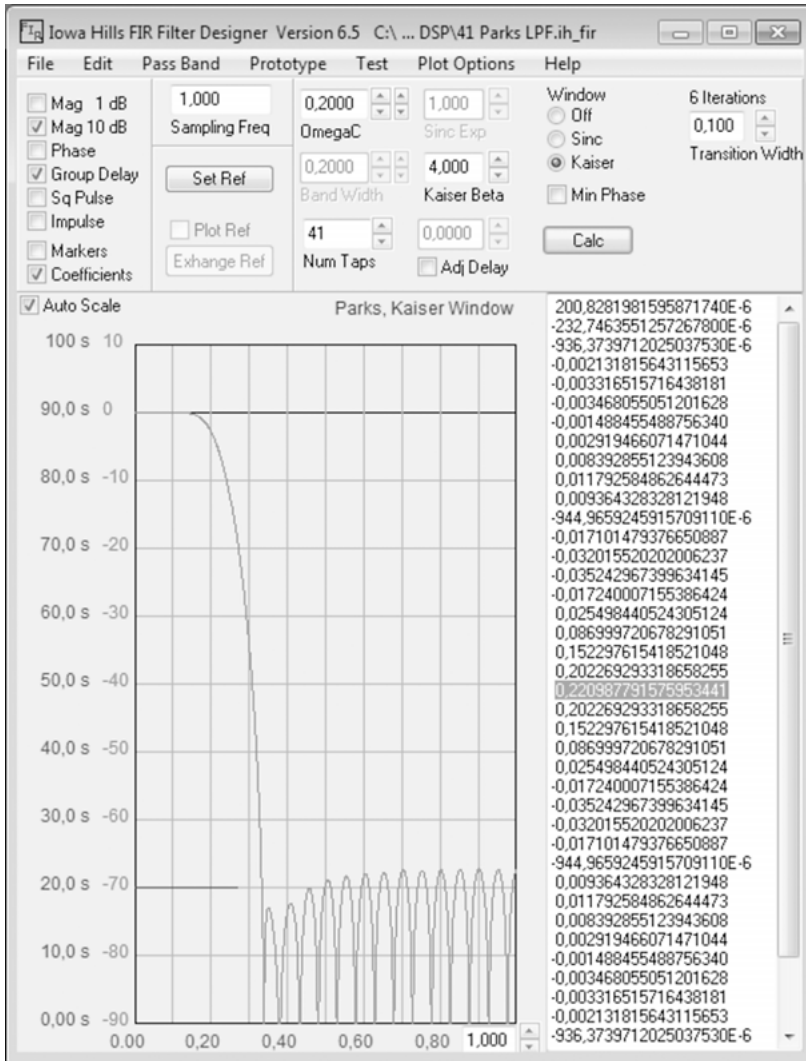 FIR Iowa Hills FIR Filter Designer Version 6.5 C:\ ... DSP\41 Parks LPF.ih_fir
File Edit Pass Band Prototype Test Plot Options Help
Mag 1 dB
Mag 10 dB
Phase
Group Delay
Sq Pulse
Impulse
Markers
Coefficients
1,000
Sampling Freq
Set Ref
Plot Ref
Exhange Ref
0,2000
OmegaC
0,2000
Band Width
41
Num Taps
1,000
Sinc Exp
4,000
Kaiser Beta
0,0000
Adj Delay
Window
Off
Sinc
Kaiser
Min Phase
Calc
6 Iterations
0,100
Transition Width
Auto Scale
Parks, Kaiser Window
100 s 10
90,0 s 0
80,0 s -10
70,0 s -20
60,0 s -30
50,0 s -40
40,0 s -50
30,0 s -60
20,0 s -70
10,0 s -80
0,00 s -90
0.00 0,20 0,40 0,60 0,80 1,000
200,8281981595871740E-6
-232,7463551257267800E-6
-936,3739712025037530E-6
-0,002131815643115653
-0,003316515716438181
-0,003468055051201628
-0,001488455488756340
0,002919466071471044
0,008392855123943608
0,011792584862644473
0,009364328328121948
-944,9659245915709110E-6
-0,017101479376650887
-0,032015520202006237
-0,035242967399634145
-0,017240007155386424
0,025498440524305124
0,086999720678291051
0,152297615418521048
0,202269293318658255
0,220987791575953441
0,202269293318658255
0,152297615418521048
0,086999720678291051
0,025498440524305124
-0,017240007155386424
-0,035242967399634145
-0,032015520202006237
-0,017101479376650887
-944,9659245915709110E-6
0,009364328328121948
0,011792584862644473
0,008392855123943608
0,002919466071471044
-0,001488455488756340
-0,003468055051201628
-0,003316515716438181
-0,002131815643115653
-936,3739712025037530E-6